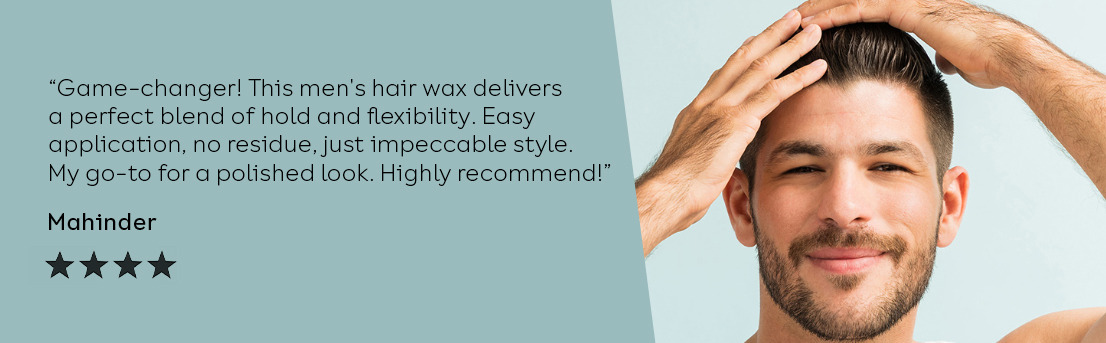 “Game-changer! This men's hair wax delivers
a perfect blend of hold and flexibility. Easy
application, no residue, just impeccable style.
My go-to for a polished look. Highly recommend!”
Mahinder
★★★★